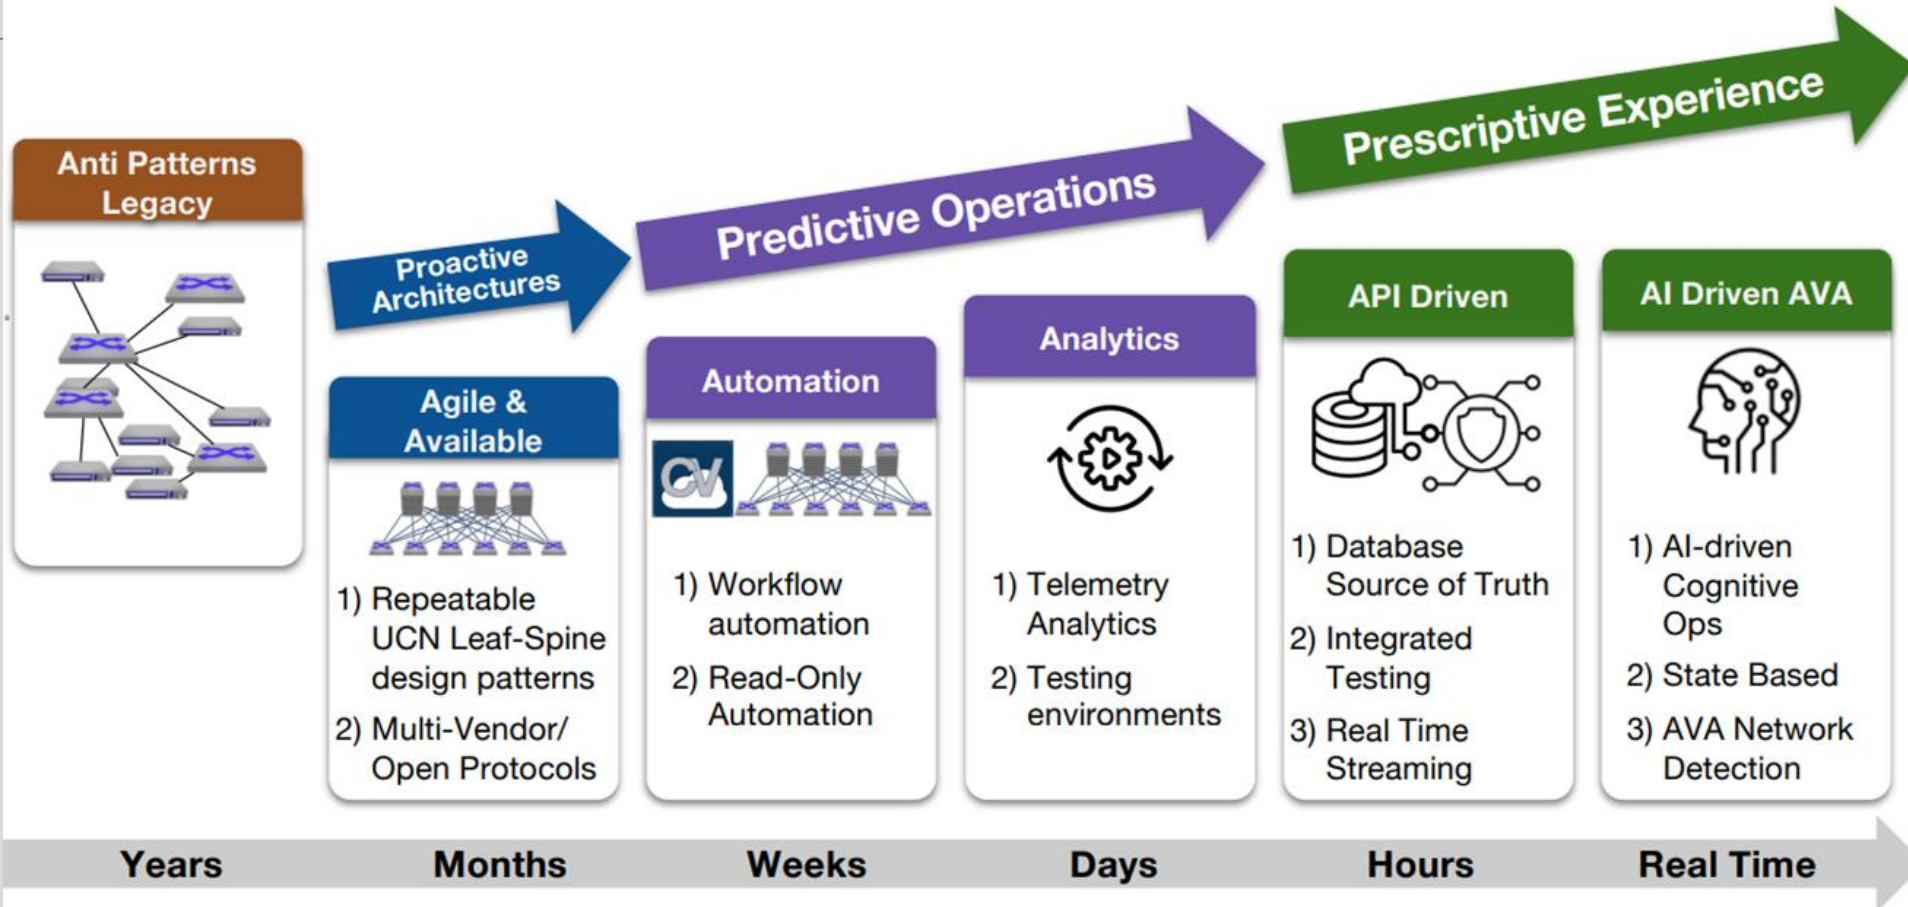 Anti Patterns
Legacy
Proactive
Architectures
Predictive Operations
Prescriptive Experience
Agile &
Available
1) Repeatable
UCN Leaf-Spine
design patterns
2) Multi-Vendor/
Open Protocols
Automation
CV
1) Workflow
automation
2) Read-Only
Automation
Analytics
1) Telemetry
Analytics
2) Testing
environments
API Driven
1) Database
Source of Truth
2) Integrated
Testing
3) Real Time
Streaming
AI Driven AVA
1) AI-driven
Cognitive
Ops
2) State Based
3) AVA Network
Detection
Years
Months
Weeks
Days
Hours
Real Time